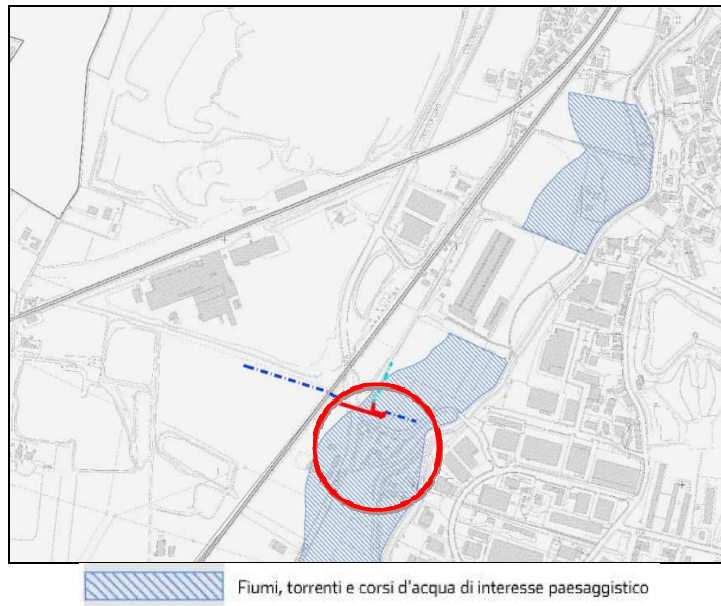 Fiumi, torrenti e corsi d'acqua di interesse paesaggistico